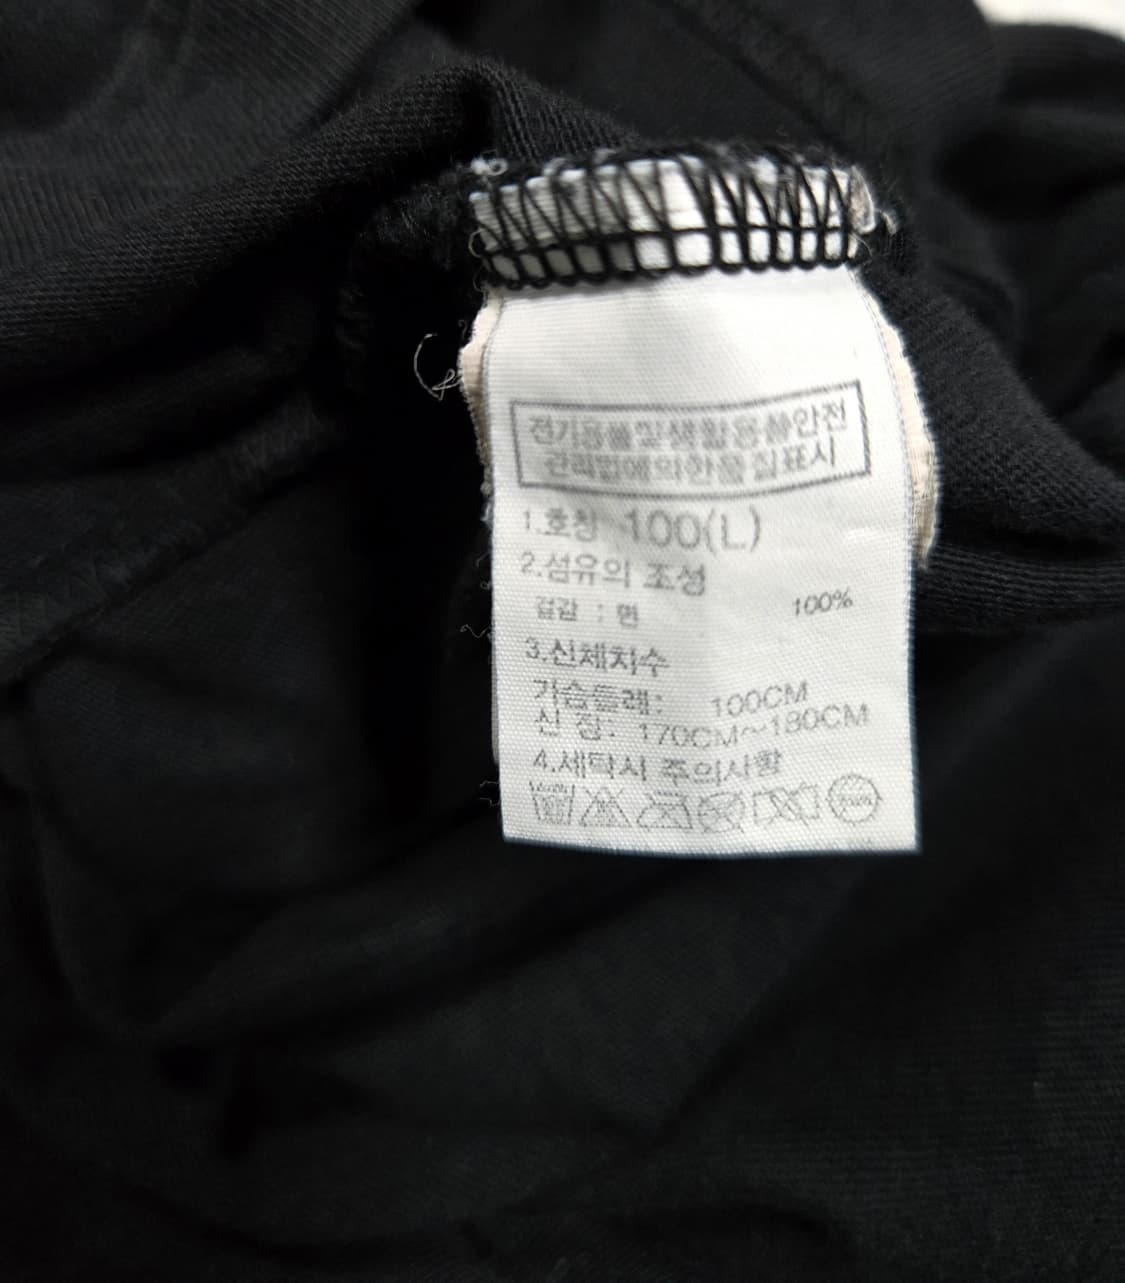 전기용품및생활용품안전
관리법에의한품질표시
1.호칭 100(L)
2.섬유의 조성
겉감 : 면 100%
3.신체치수
가슴둘레: 100CM
신 장: 170CM~180CM
4.세탁시 주의사항